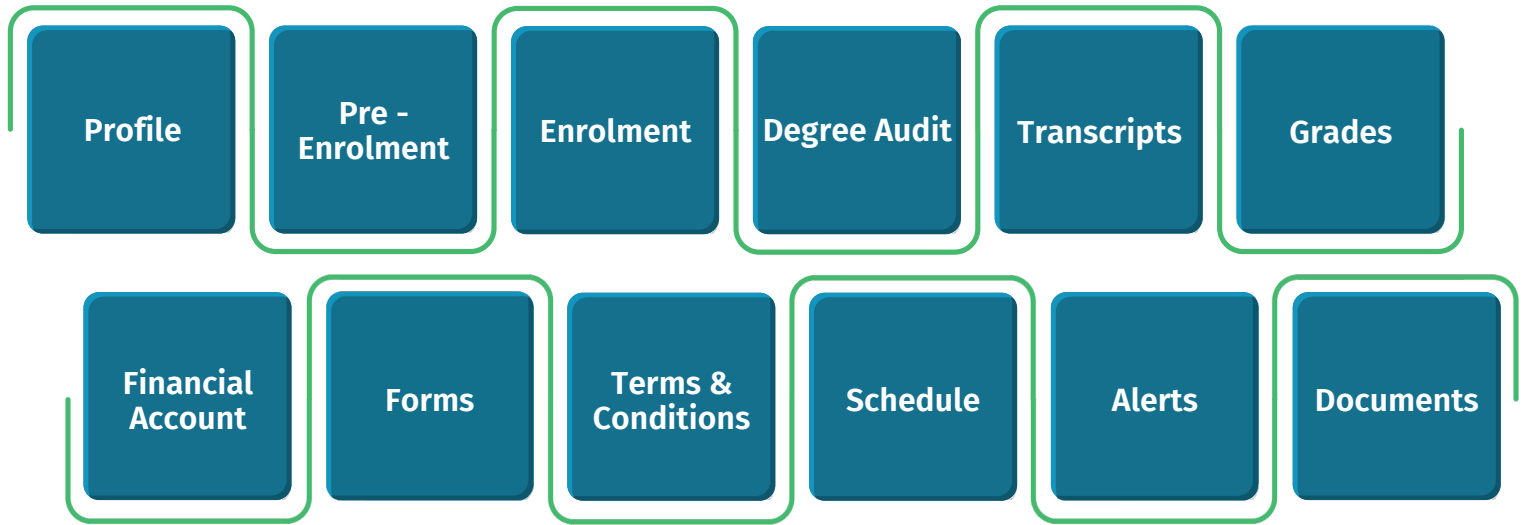 Profile
Pre -
Enrolment
Enrolment
Degree Audit
Transcripts
Grades
Financial
Account
Forms
Terms &
Conditions
Schedule
Alerts
Documents